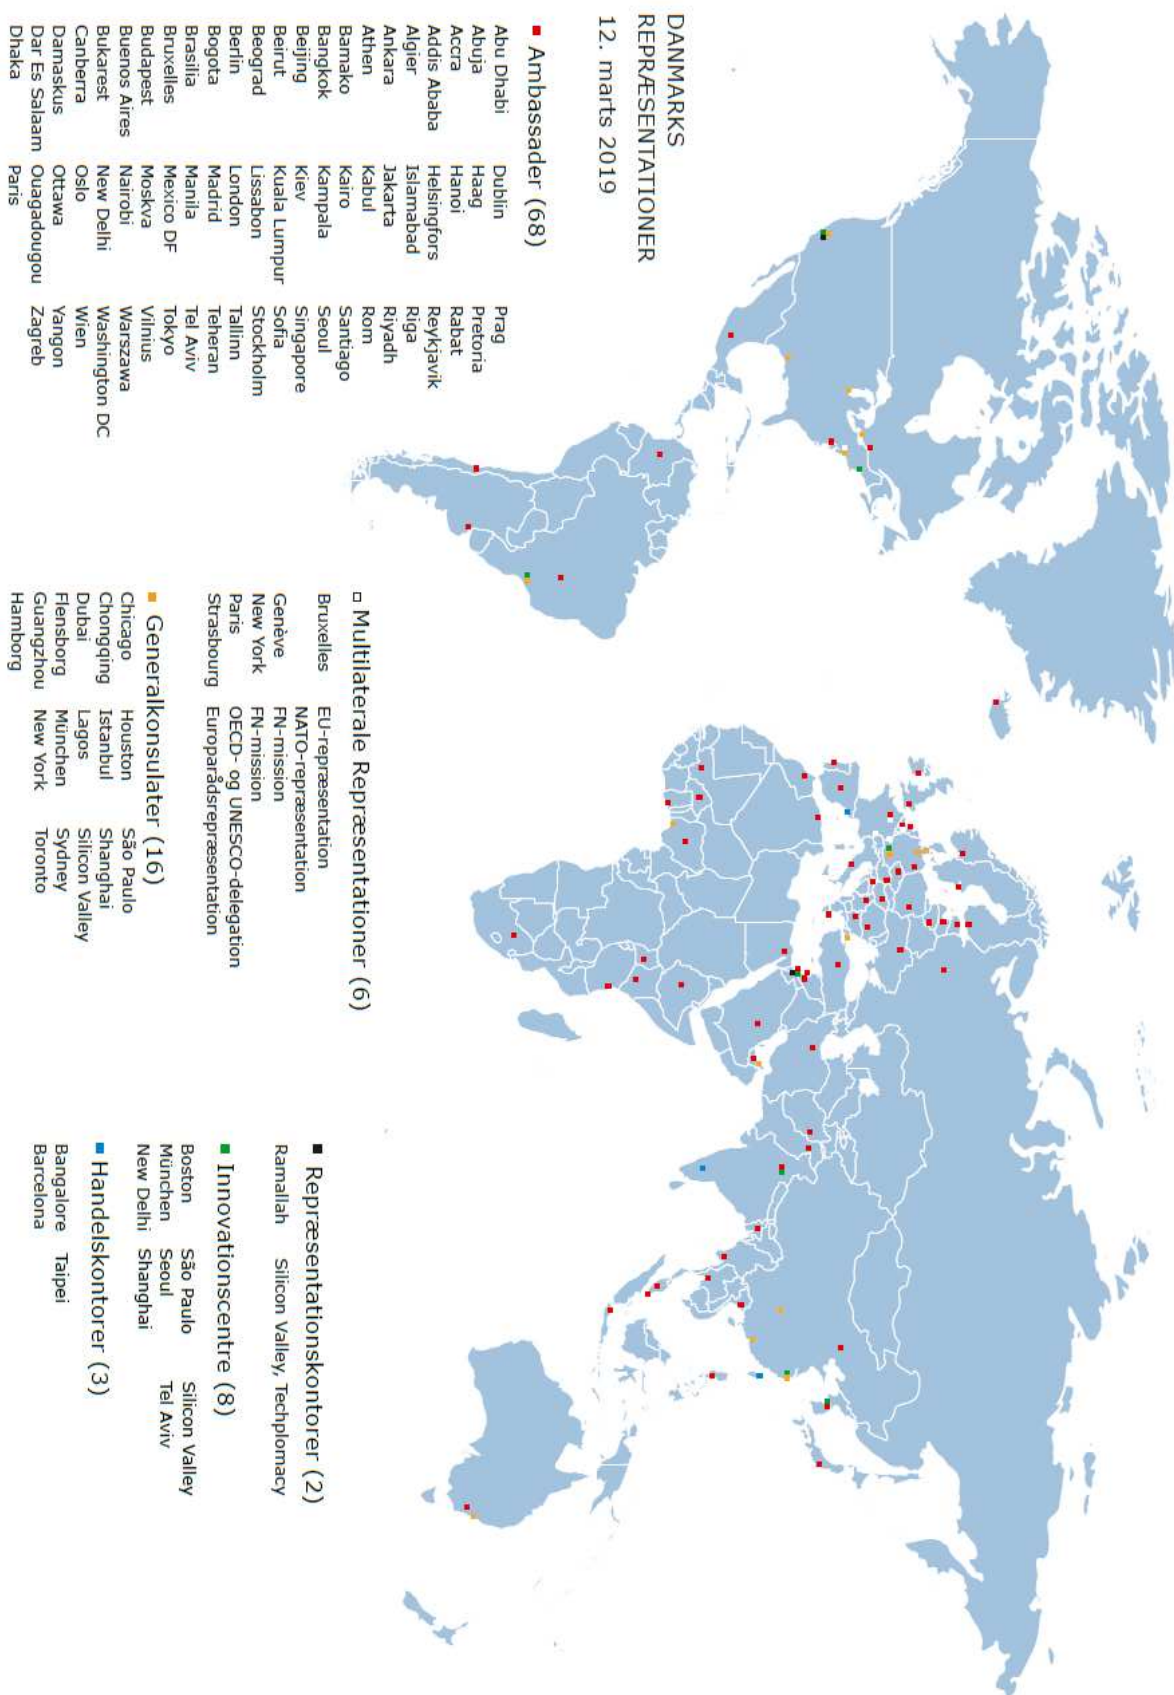 DANMARKS
REPRÆSENTATIONER
12. marts 2019
Ambassader (68)
Abu Dhabi Dublin Prag
Abuja Haag Pretoria
Accra Hanoi Rabat
Addis Ababa Helsingfors Reykjavik
Algier Islamabad Riga
Ankara Jakarta Riyadh
Athen Kabul Rom
Bamako Kairo Santiago
Bangkok Kampala Seoul
Beijing Kiev Singapore
Beirut Kuala Lumpur Sofia
Beograd Lissabon Stockholm
Berlin London Tallinn
Bogota Madrid Teheran
Brasilia Manila Tel Aviv
Bruxelles Mexico DF Tokyo
Budapest Moskva Vilnius
Buenos Aires Nairobi Warszawa
Bukarest New Delhi Washington DC
Canberra Oslo Wien
Damaskus Ottawa Yangon
Dar Es Salaam Ouagadougou Zagreb
Dhaka Paris
Multilaterale Repræsentationer (6)
Bruxelles EU-repræsentation
NATO-repræsentation
Genève FN-mission
New York FN-mission
Paris OECD- og UNESCO-delegation
Strasbourg Europarådsrepræsentation
Generalkonsulater (16)
Chicago Houston São Paulo
Chongqing Istanbul Shanghai
Dubai Lagos Silicon Valley
Flensborg München Sydney
Guangzhou New York Toronto
Hamborg
Repræsentationskontorer (2)
Ramallah Silicon Valley, Techplomacy
Innovationscentre (8)
Boston São Paulo Silicon Valley
München Seoul Tel Aviv
New Delhi Shanghai
Handelskontorer (3)
Bangalore Taipei
Barcelona